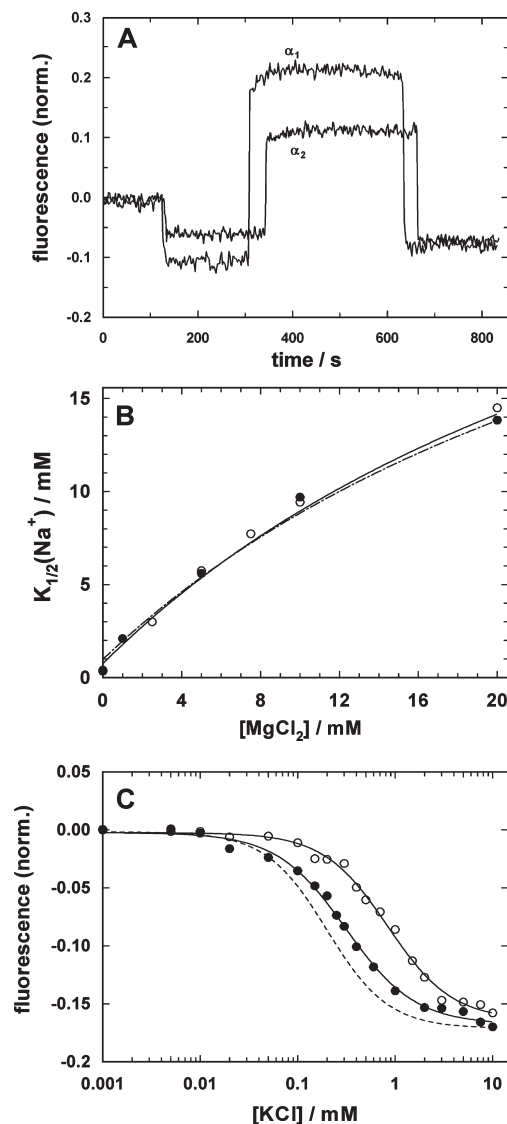 A
fluorescence (norm.)
0.3
0.2
0.1
0.0
-0.1
-0.2
α1
α2
0 200 400 600 800
time / s
B
K1/2(Na+) / mM
15
10
5
0
0 4 8 12 16 20
[MgCl2] / mM
C
fluorescence (norm.)
0.05
0.00
-0.05
-0.10
-0.15
-0.2
0.001 0.01 0.1 1 10
[KCl] / mM